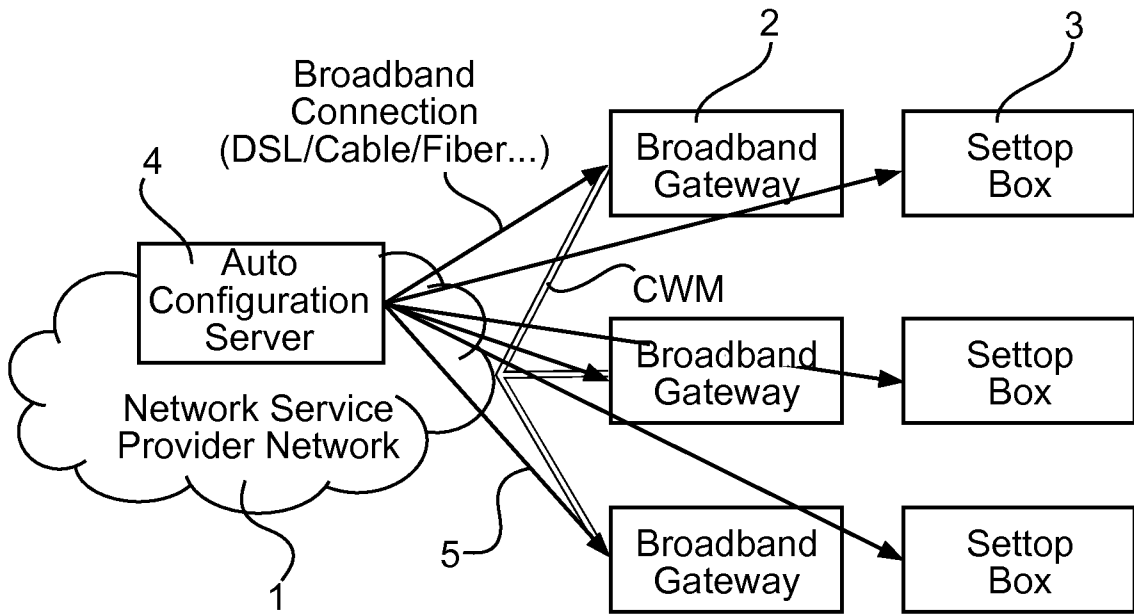 2
3
Broadband
Connection
(DSL/Cable/Fiber...)
4
Broadband
Gateway
Settop
Box
Auto
Configuration
Server
CWM
Broadband
Gateway
Settop
Box
Network Service
Provider Network
5
1
Broadband
Gateway
Settop
Box